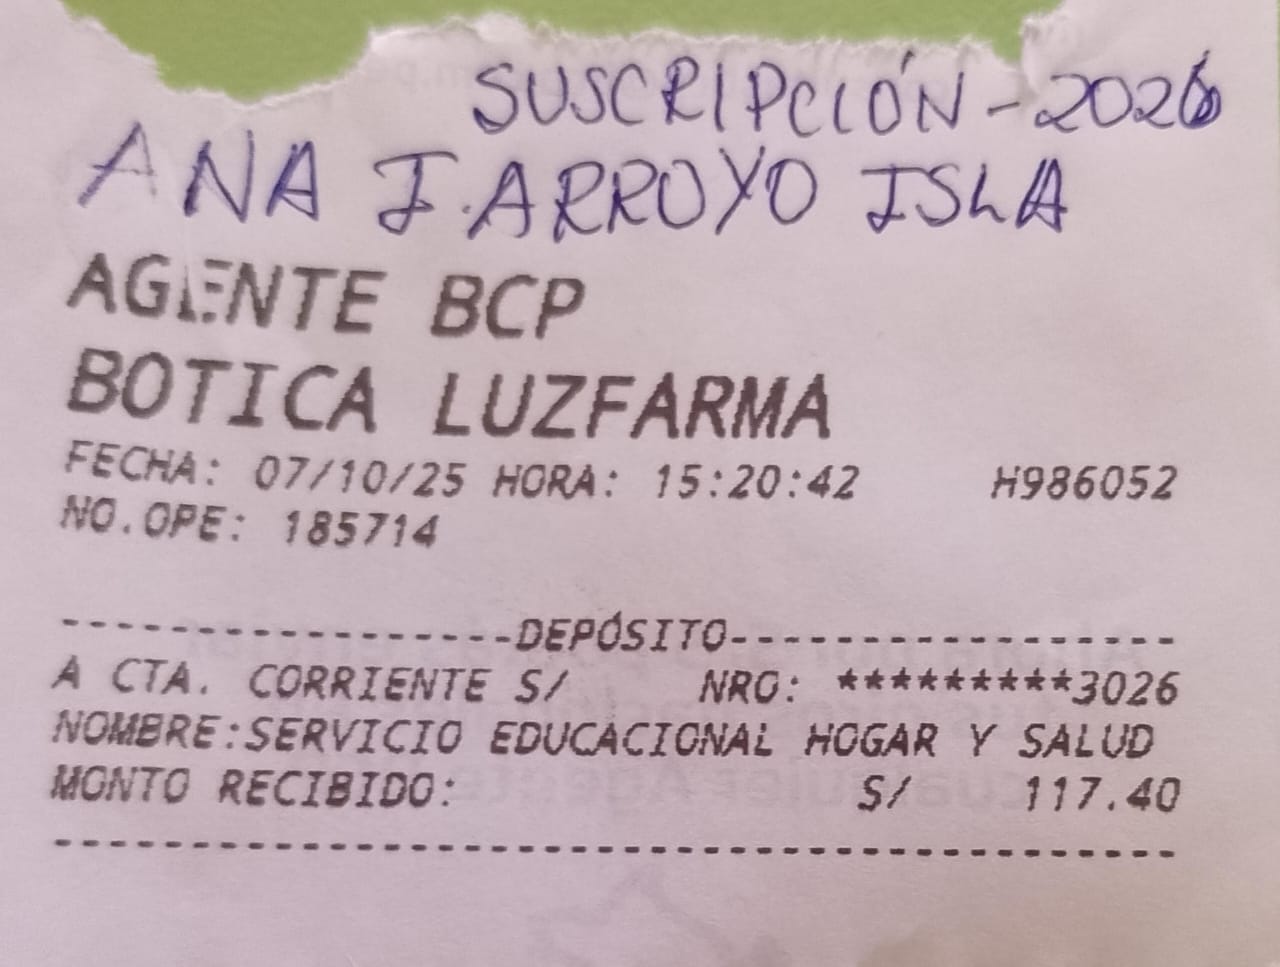 SUSCRIPCIÓN - 2026
ANA I. ARROYO ISLA
AGENTE BCP
BOTICA LUZFARMA
FECHA: 07/10/25 HORA: 15:20:42 H986052
NO.OPE: 185714
-----------------DEPÓSITO-----------------
A CTA. CORRIENTE S/ NRO: *********3026
NOMBRE:SERVICIO EDUCACIONAL HOGAR Y SALUD
MONTO RECIBIDO: S/ 117.40
------------------------------------------